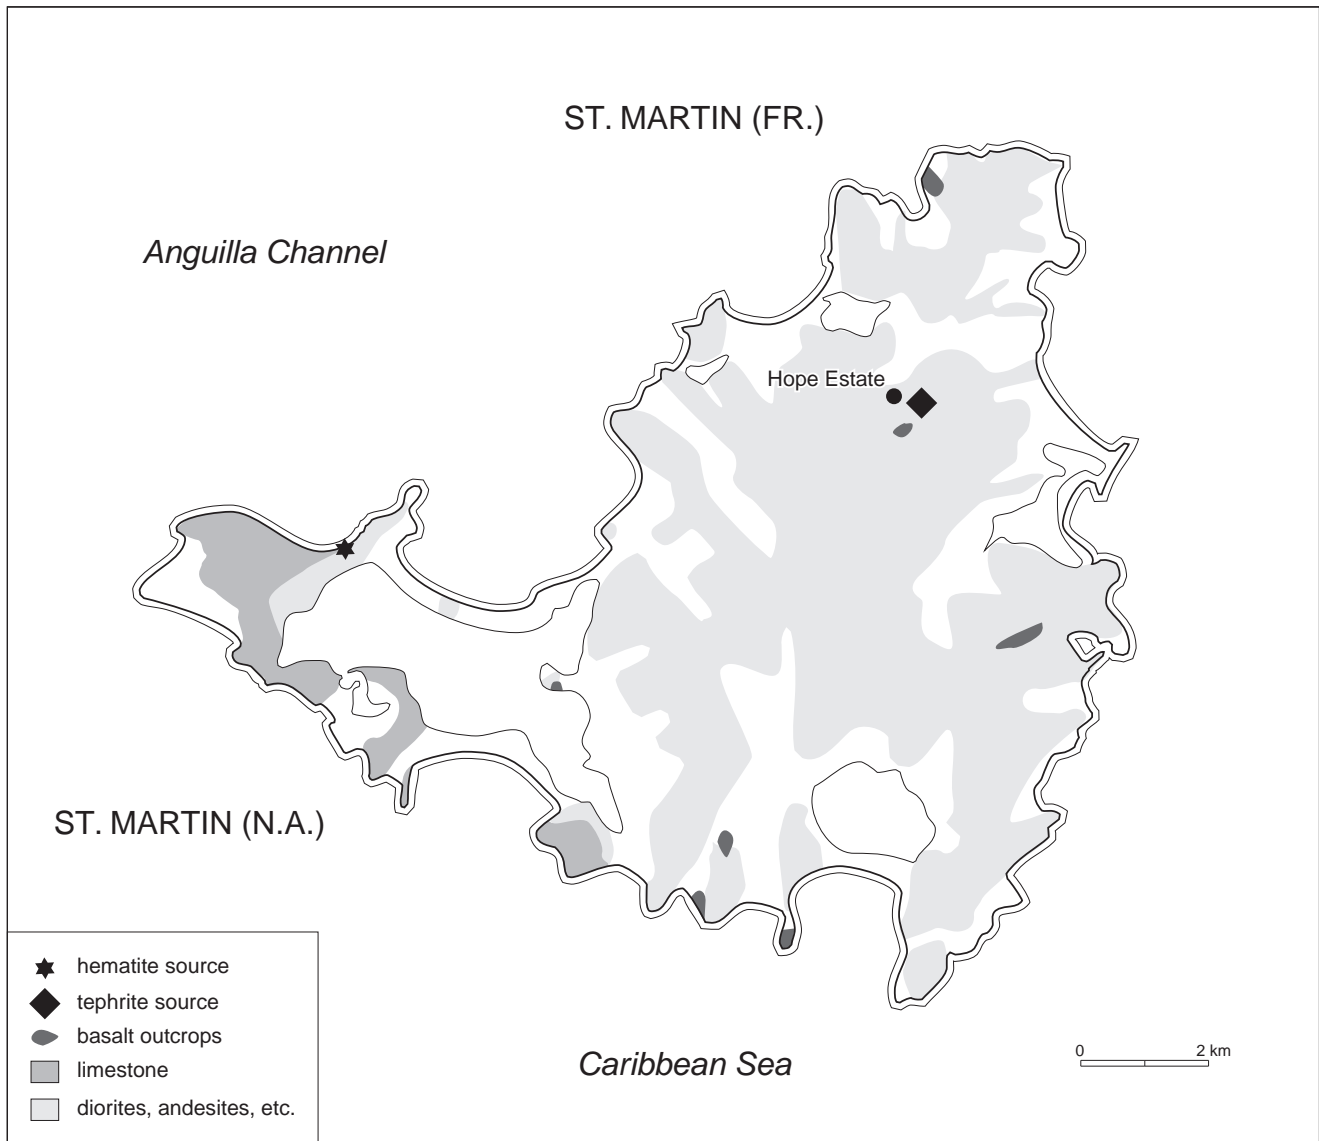 ST. MARTIN (FR.)
Anguilla Channel
Hope Estate
ST. MARTIN (N.A.)
hematite source
tephrite source
basalt outcrops
limestone
diorites, andesites, etc.
Caribbean Sea
0 2 km